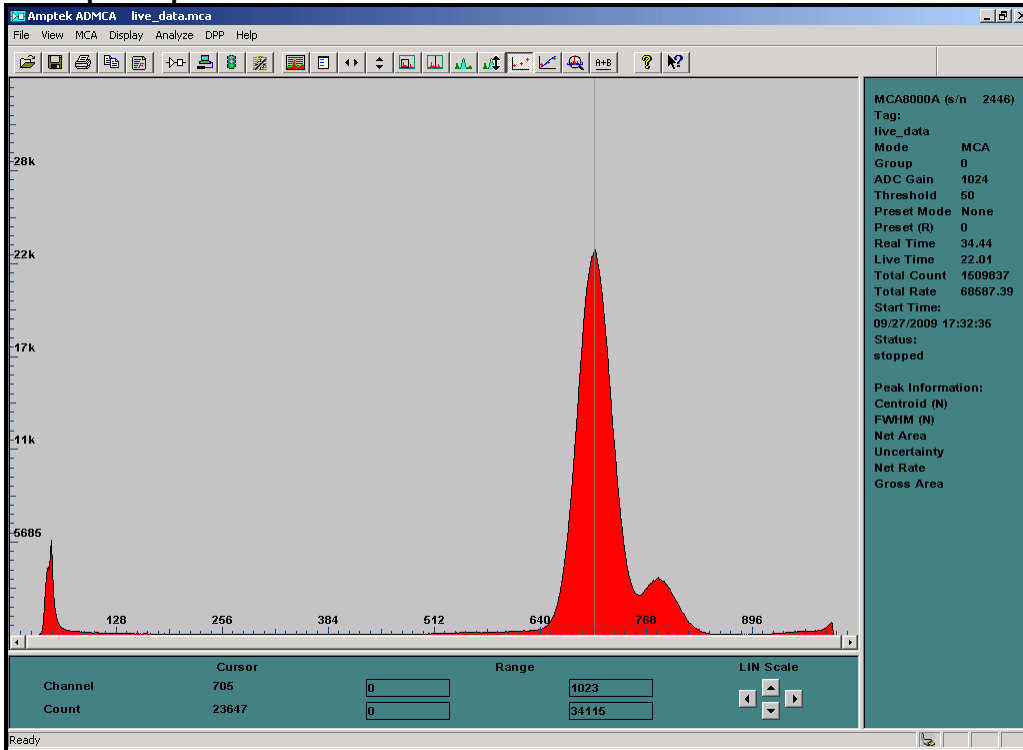 Amptek ADMCA live_data.mca
File View MCA Display Analyze DPP Help
A+B
MCA8000A (s/n 2446)
Tag:
live_data
Mode MCA
Group 0
ADC Gain 1024
Threshold 50
Preset Mode None
Preset (R) 0
Real Time 34.44
Live Time 22.01
Total Count 1509837
Total Rate 68587.39
Start Time:
09/27/2009 17:32:35
Status:
stopped
Peak Information:
Centroid (N)
FWHM (N)
Net Area
Uncertainty
Net Rate
Gross Area
28k
22k
17k
11k
5685
128 256 384 512 640 768 896
Cursor Range LIN Scale
Channel 705 0 1023
Count 23647 0 34115
Ready